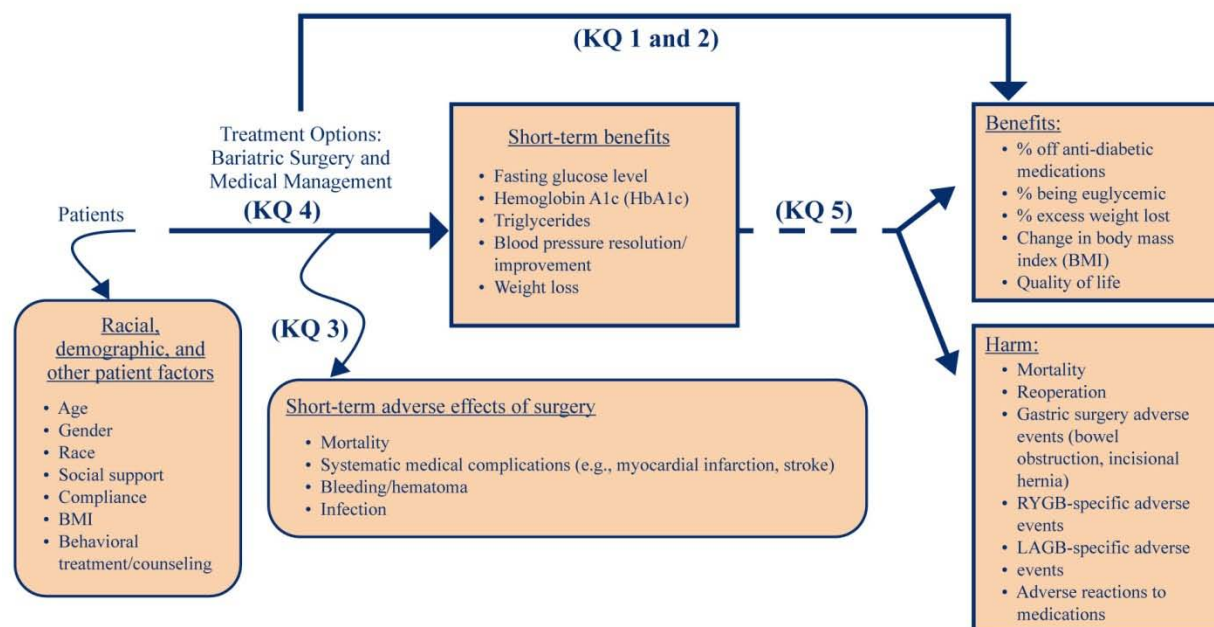 (KQ 1 and 2)
Treatment Options:
Bariatric Surgery and
Medical Management
(KQ 4)
Patients
Racial,
demographic, and
other patient factors
• Age
• Gender
• Race
• Social support
• Compliance
• BMI
• Behavioral
treatment/counseling
(KQ 3)
Short-term adverse effects of surgery
• Mortality
• Systematic medical complications (e.g., myocardial infarction, stroke)
• Bleeding/hematoma
• Infection
Short-term benefits
• Fasting glucose level
• Hemoglobin A1c (HbA1c)
• Triglycerides
• Blood pressure resolution/
improvement
• Weight loss
(KQ 5)
Benefits:
• % off anti-diabetic
medications
• % being euglycemic
• % excess weight lost
• Change in body mass
index (BMI)
• Quality of life
Harm:
• Mortality
• Reoperation
• Gastric surgery adverse
events (bowel
obstruction, incisional
hernia)
• RYGB-specific adverse
events
• LAGB-specific adverse
• events
• Adverse reactions to
medications